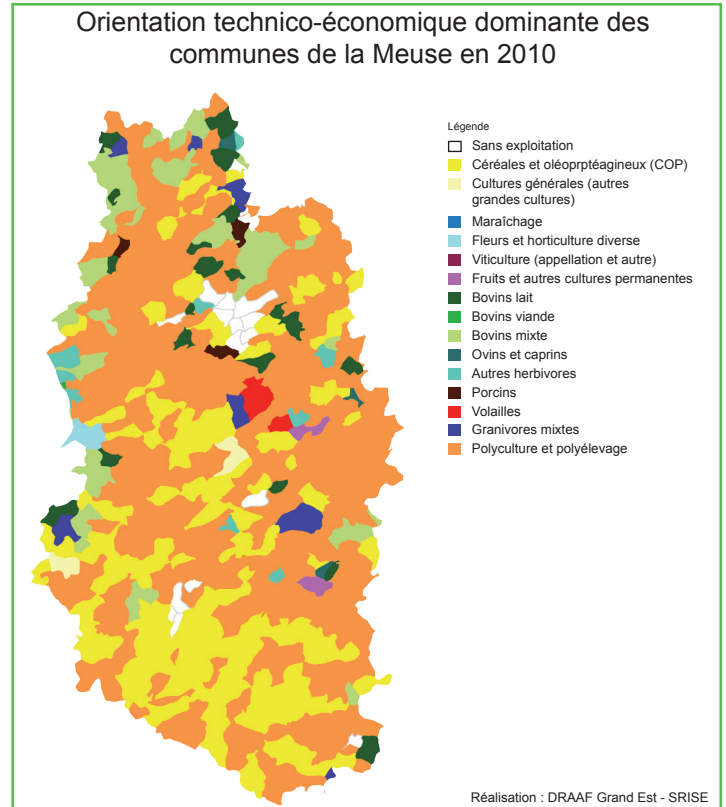 Orientation technico-économique dominante des
communes de la Meuse en 2010
Légende
Sans exploitation
Céréales et oléoprptéagineux (COP)
Cultures générales (autres
grandes cultures)
Maraîchage
Fleurs et horticulture diverse
Viticulture (appellation et autre)
Fruits et autres cultures permanentes
Bovins lait
Bovins viande
Bovins mixte
Ovins et caprins
Autres herbivores
Porcins
Volailles
Granivores mixtes
Polyculture et polyélevage
Réalisation : DRAAF Grand Est - SRISE